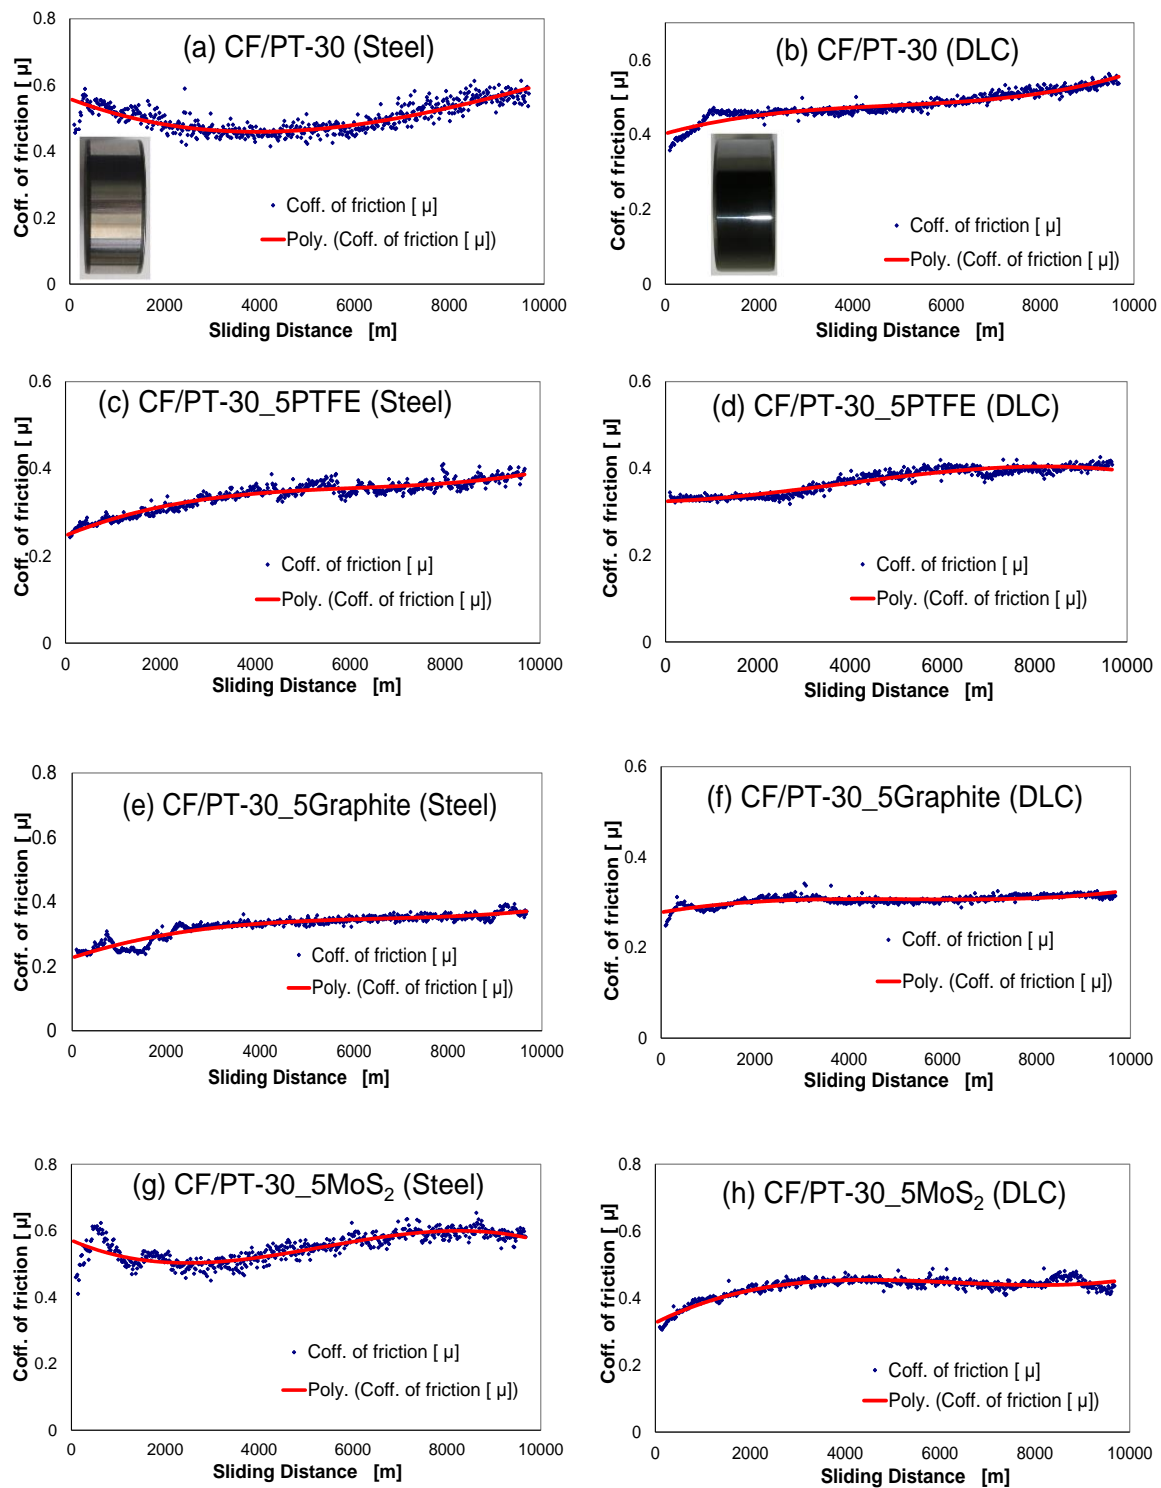 (a) CF/PT-30 (Steel)
Coff. of friction [ µ]
0.8
0.6
0.4
0.2
0
Coff. of friction [ µ]
Poly. (Coff. of friction [ µ])
0 2000 4000 6000 8000 10000
Sliding Distance [m]
(b) CF/PT-30 (DLC)
Coff. of friction [ µ]
0.6
0.4
0.2
0
Coff. of friction [ µ]
Poly. (Coff. of friction [ µ])
0 2000 4000 6000 8000 10000
Sliding Distance [m]
(c) CF/PT-30_5PTFE (Steel)
Coff. of friction [ µ]
0.6
0.4
0.2
0
Coff. of friction [ µ]
Poly. (Coff. of friction [ µ])
0 2000 4000 6000 8000 10000
Sliding Distance [m]
(d) CF/PT-30_5PTFE (DLC)
Coff. of friction [ µ]
0.6
0.4
0.2
0
Coff. of friction [ µ]
Poly. (Coff. of friction [ µ])
0 2000 4000 6000 8000 10000
Sliding Distance [m]
(e) CF/PT-30_5Graphite (Steel)
Coff. of friction [ µ]
0.8
0.6
0.4
0.2
0
Coff. of friction [ µ]
Poly. (Coff. of friction [ µ])
0 2000 4000 6000 8000 10000
Sliding Distance [m]
(f) CF/PT-30_5Graphite (DLC)
Coff. of friction [ µ]
0.6
0.4
0.2
0
Coff. of friction [ µ]
Poly. (Coff. of friction [ µ])
0 2000 4000 6000 8000 10000
Sliding Distance [m]
(g) CF/PT-30_5MoS₂ (Steel)
Coff. of friction [ µ]
0.8
0.6
0.4
0.2
0
Coff. of friction [ µ]
Poly. (Coff. of friction [ µ])
0 2000 4000 6000 8000 10000
Sliding Distance [m]
(h) CF/PT-30_5MoS₂ (DLC)
Coff. of friction [ µ]
0.8
0.6
0.4
0.2
0
Coff. of friction [ µ]
Poly. (Coff. of friction [ µ])
0 2000 4000 6000 8000 10000
Sliding Distance [m]